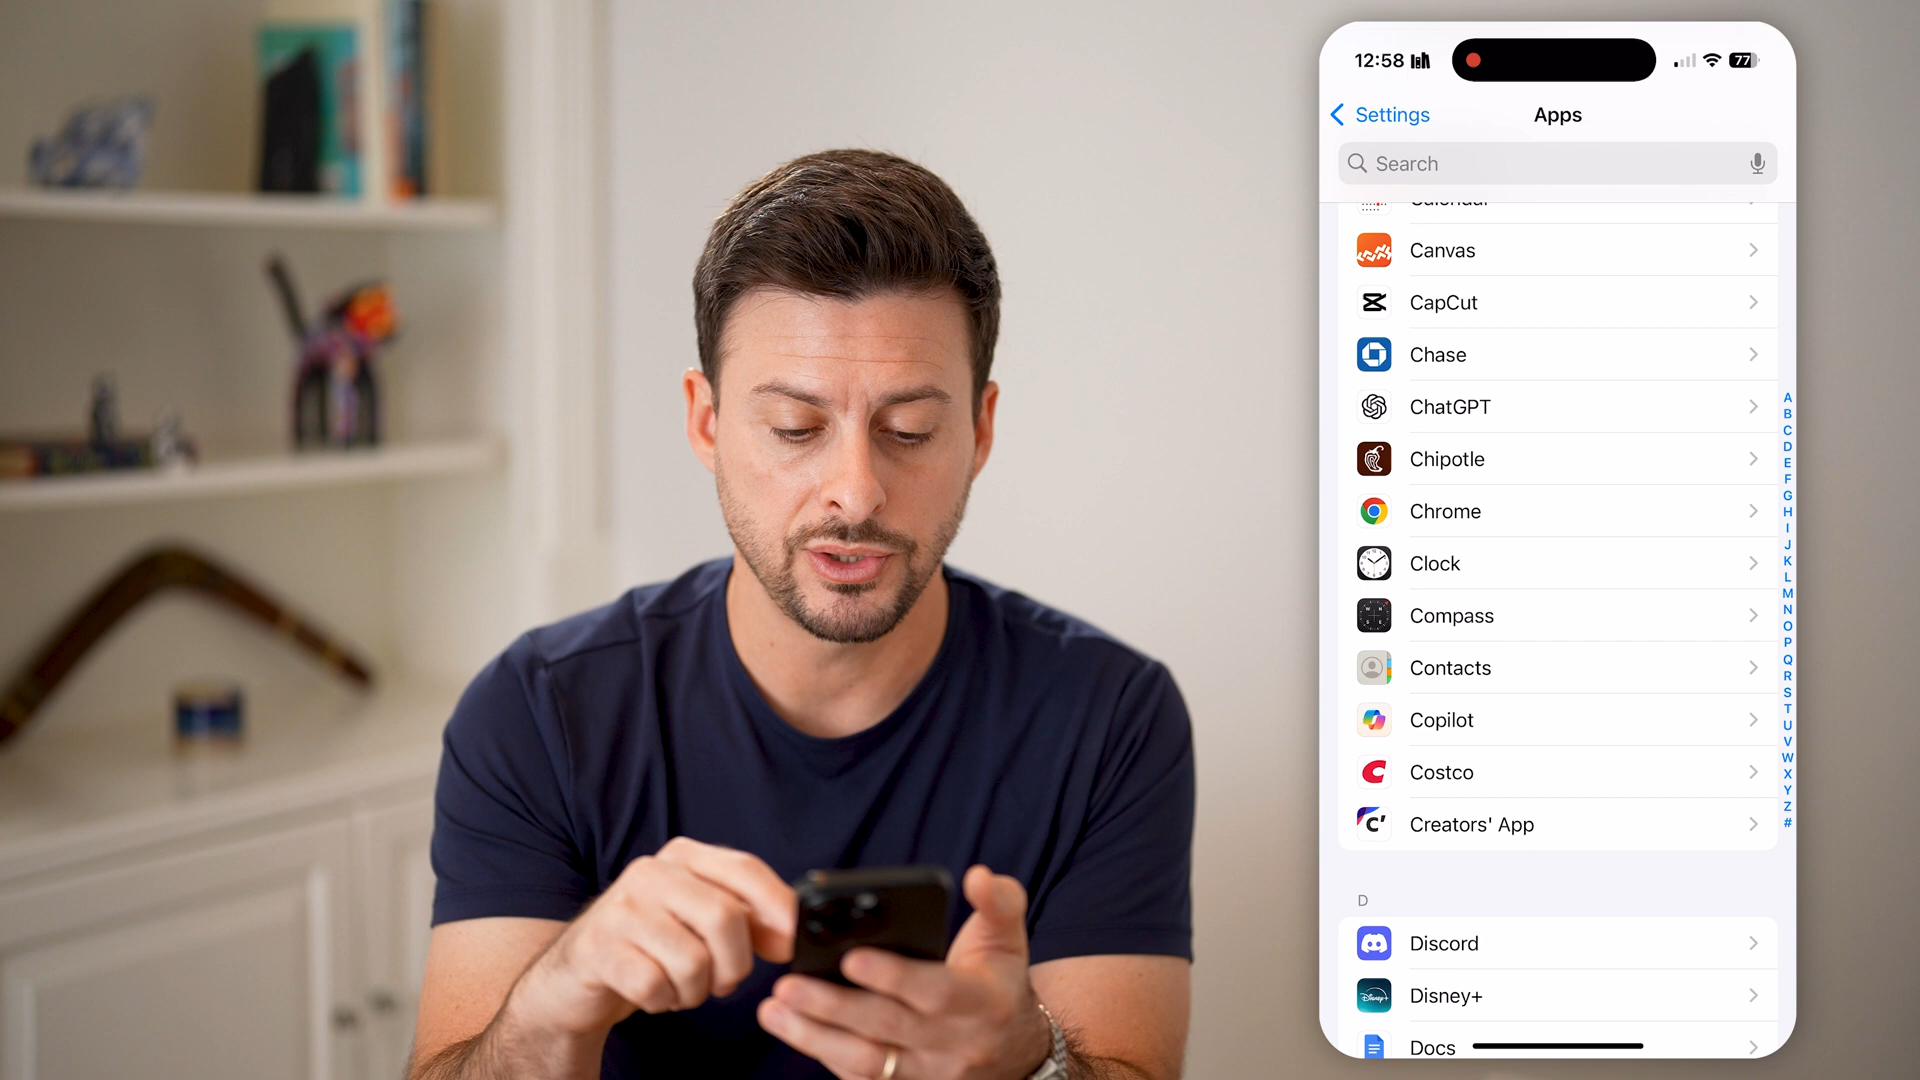 12:58
77
Settings
Apps
Search
Calendar
Canvas
CapCut
Chase
ChatGPT
Chipotle
Chrome
Clock
Compass
Contacts
Copilot
Costco
Creators' App
D
Discord
Disney+
Docs
A
B
C
D
E
F
G
H
I
J
K
L
M
N
O
P
Q
R
S
T
U
V
W
X
Y
Z
#